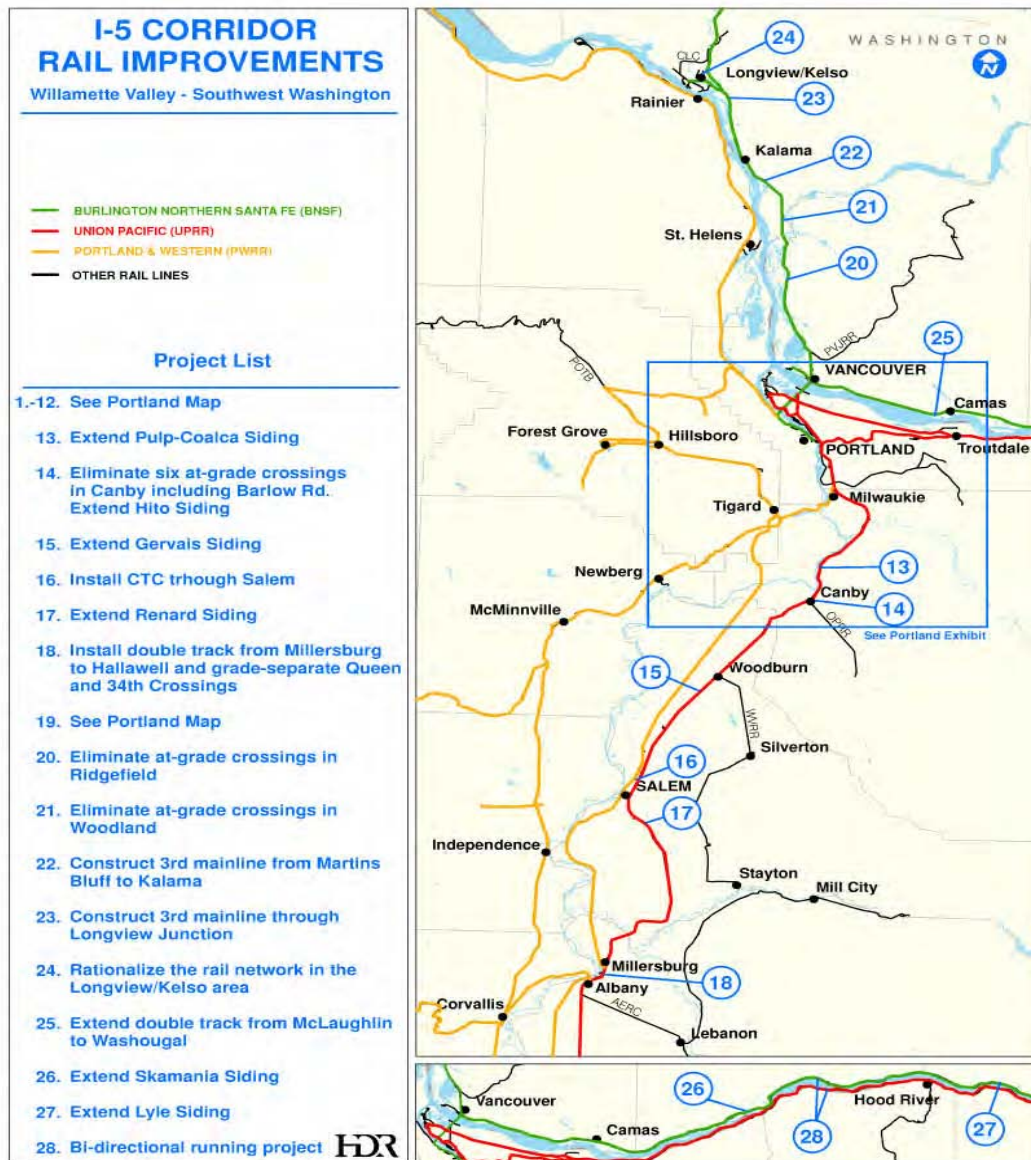 I-5 CORRIDOR
RAIL IMPROVEMENTS
Willamette Valley - Southwest Washington
BURLINGTON NORTHERN SANTA FE (BNSF)
UNION PACIFIC (UPRR)
PORTLAND & WESTERN (PWRR)
OTHER RAIL LINES
Project List
1.-12. See Portland Map
13. Extend Pulp-Coalca Siding
14. Eliminate six at-grade crossings
in Canby including Barlow Rd.
Extend Hito Siding
15. Extend Gervais Siding
16. Install CTC trhough Salem
17. Extend Renard Siding
18. Install double track from Millersburg
to Hallawell and grade-separate Queen
and 34th Crossings
19. See Portland Map
20. Eliminate at-grade crossings in
Ridgefield
21. Eliminate at-grade crossings in
Woodland
22. Construct 3rd mainline from Martins
Bluff to Kalama
23. Construct 3rd mainline through
Longview Junction
24. Rationalize the rail network in the
Longview/Kelso area
25. Extend double track from McLaughlin
to Washougal
26. Extend Skamania Siding
27. Extend Lyle Siding
28. Bi-directional running project
HDR
WASHINGTON
N
24
CLC
Longview/Kelso
Rainier
23
Kalama
22
21
St. Helens
20
PVJRR
25
POTB
VANCOUVER
Camas
Forest Grove
Hillsboro
PORTLAND
Troutdale
Tigard
Milwaukie
13
Newberg
Canby
14
McMinnville
OPRR
See Portland Exhibit
15
Woodburn
WVRR
Silverton
16
SALEM
17
Independence
Stayton
Mill City
Millersburg
18
Albany
Corvallis
AERC
Lebanon
26
Vancouver
Hood River
Camas
28
27